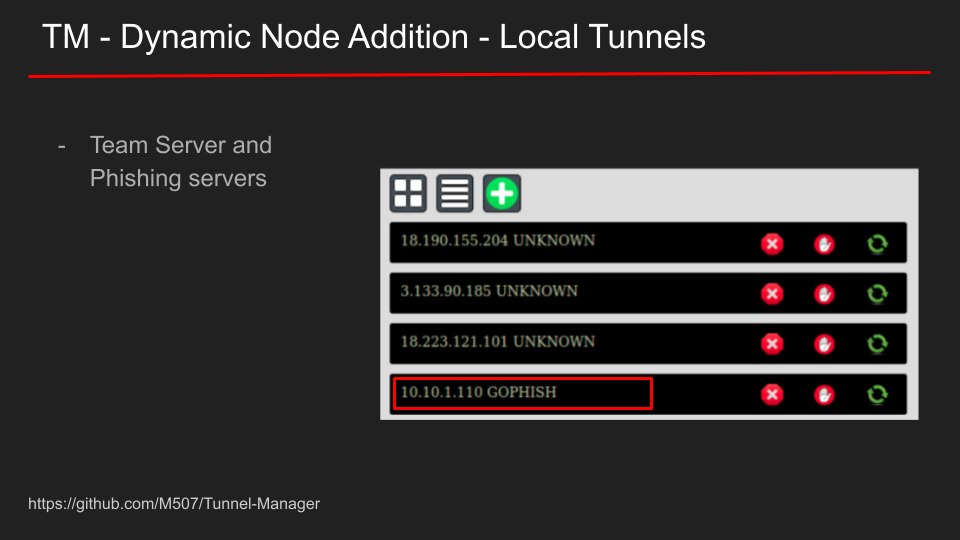 TM - Dynamic Node Addition - Local Tunnels
- Team Server and
Phishing servers
18.190.155.204 UNKNOWN
3.133.90.185 UNKNOWN
18.223.121.101 UNKNOWN
10.10.1.110 GOPHISH
https://github.com/M507/Tunnel-Manager